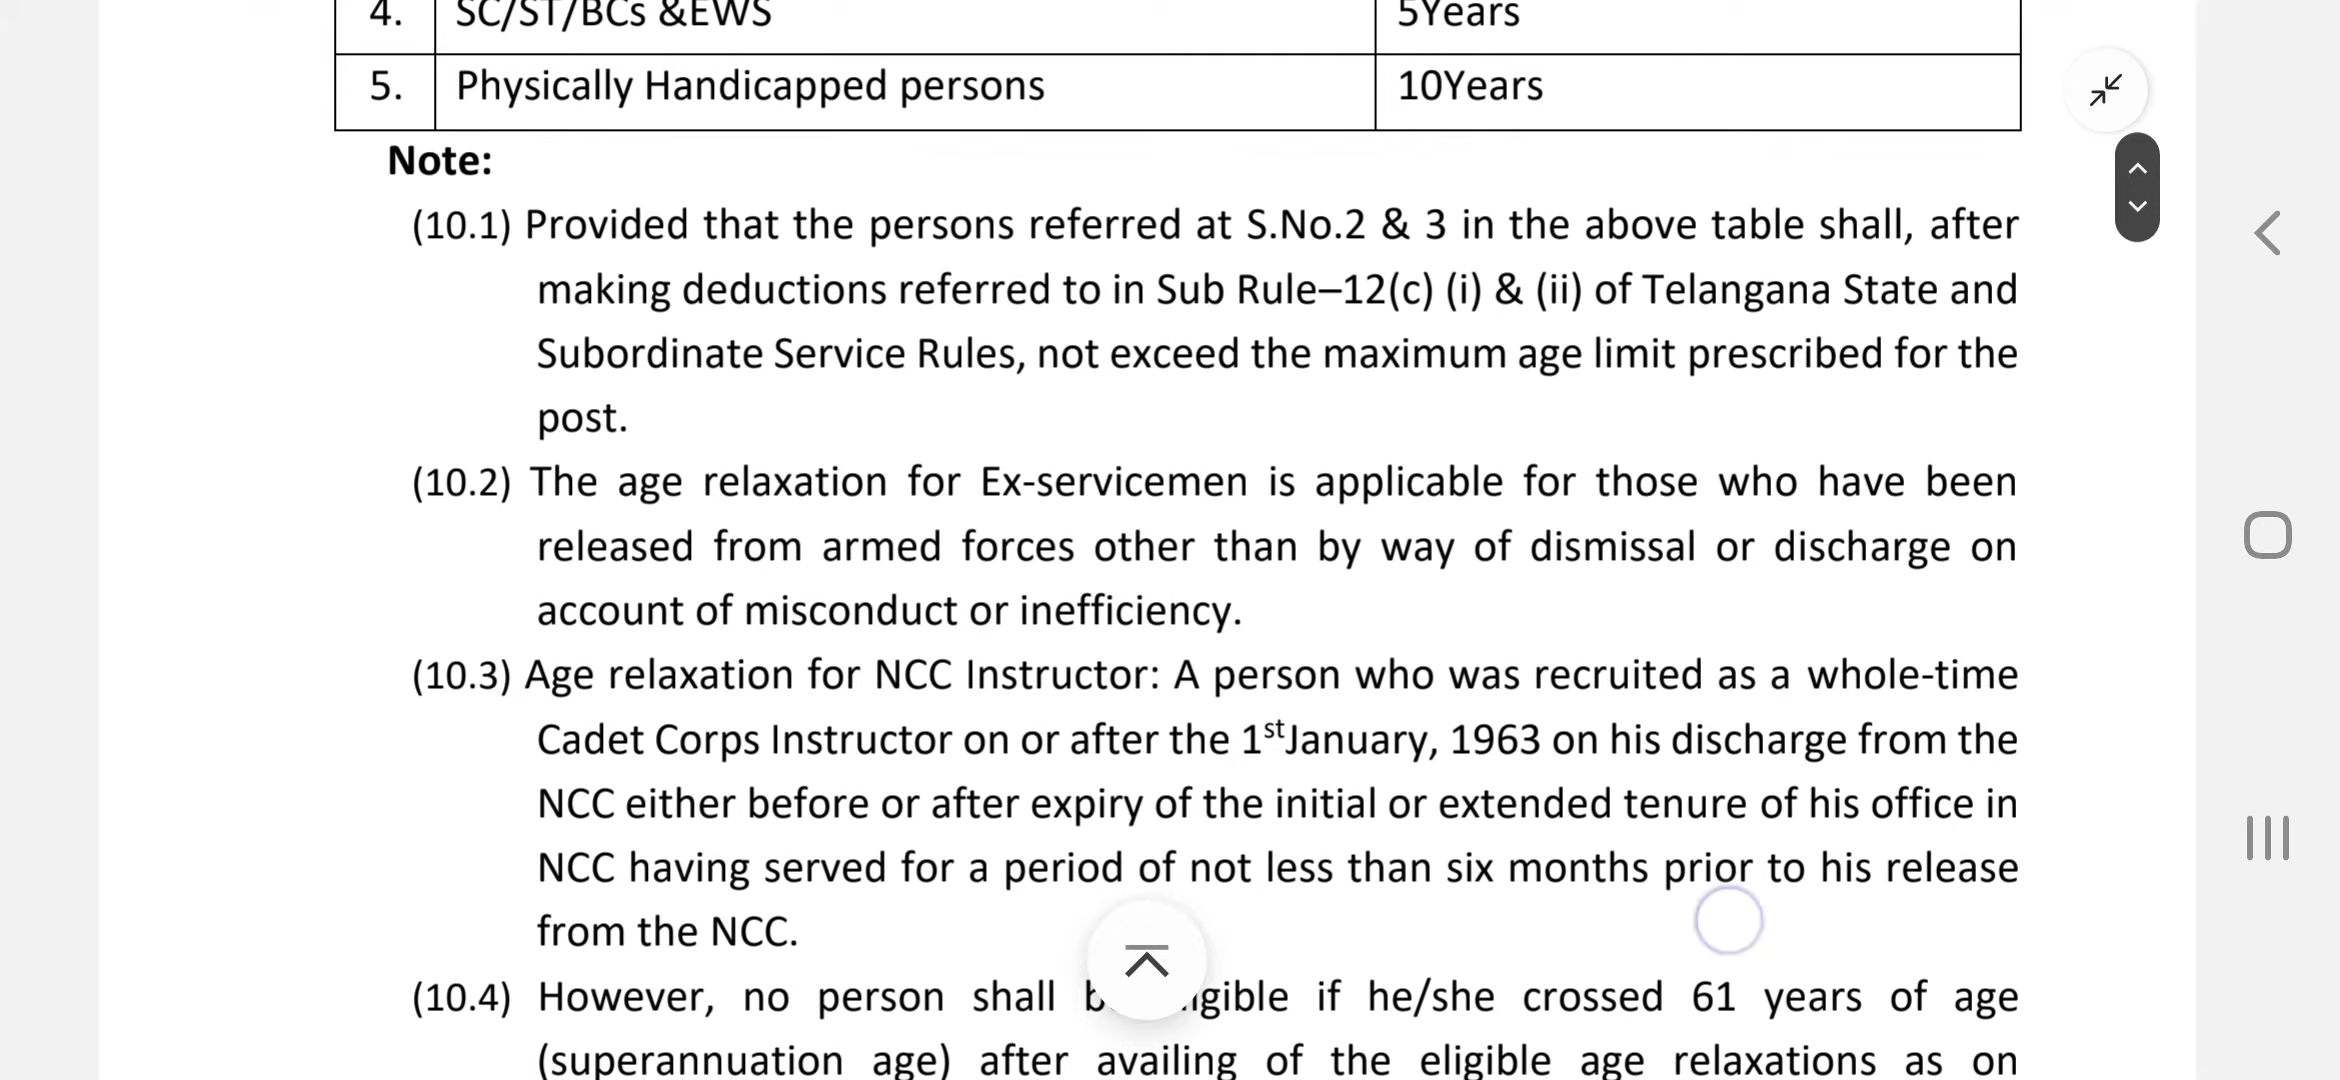 4. SC/ST/BCs &EWS 5Years
5. Physically Handicapped persons 10Years
Note:
(10.1) Provided that the persons referred at S.No.2 & 3 in the above table shall, after
making deductions referred to in Sub Rule–12(c) (i) & (ii) of Telangana State and
Subordinate Service Rules, not exceed the maximum age limit prescribed for the
post.
(10.2) The age relaxation for Ex-servicemen is applicable for those who have been
released from armed forces other than by way of dismissal or discharge on
account of misconduct or inefficiency.
(10.3) Age relaxation for NCC Instructor: A person who was recruited as a whole-time
Cadet Corps Instructor on or after the 1stJanuary, 1963 on his discharge from the
NCC either before or after expiry of the initial or extended tenure of his office in
NCC having served for a period of not less than six months prior to his release
from the NCC.
(10.4) However, no person shall if he/she crossed 61 years of age
(superannuation age) after availing of the eligible age relaxations as on